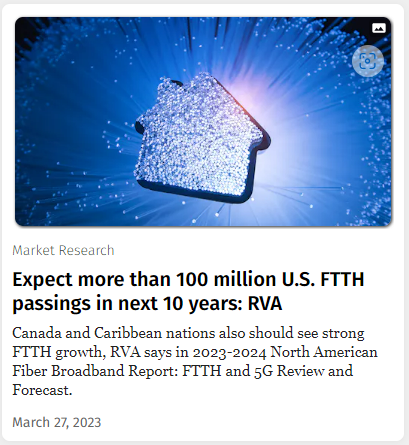 Market Research
Expect more than 100 million U.S. FTTH
passings in next 10 years: RVA
Canada and Caribbean nations also should see strong
FTTH growth, RVA says in 2023-2024 North American
Fiber Broadband Report: FTTH and 5G Review and
Forecast.
March 27, 2023